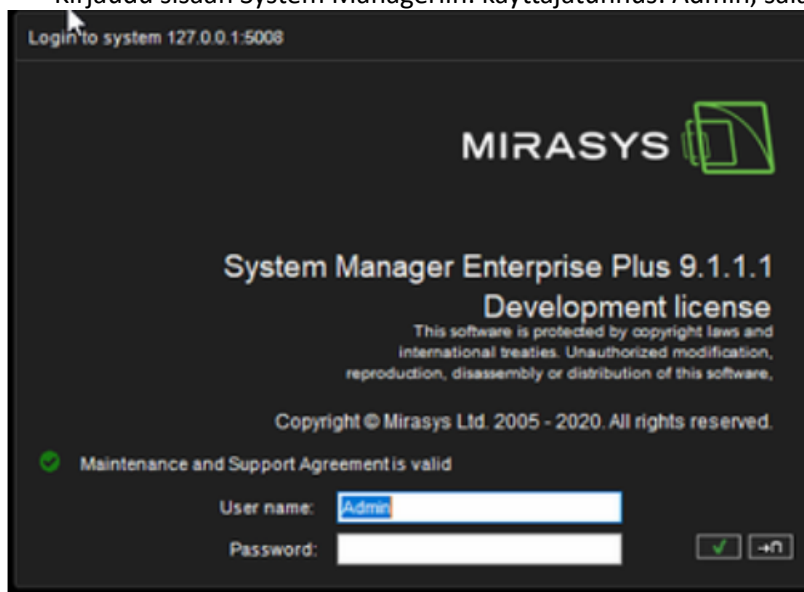 Kirjaudu sisään System Manageriin: käyttäjätunnus: Admin,
Login to system 127.0.0.1:5008
MIRASYS
System Manager Enterprise Plus 9.1.1.1
Development license
This software is protected by copyright laws and
international treaties. Unauthorized modification,
reproduction, disassembly or distribution of this software,
Copyright © Mirasys Ltd. 2005 - 2020. All rights reserved.
Maintenance and Support Agreement is valid
User name: Admin
Password: